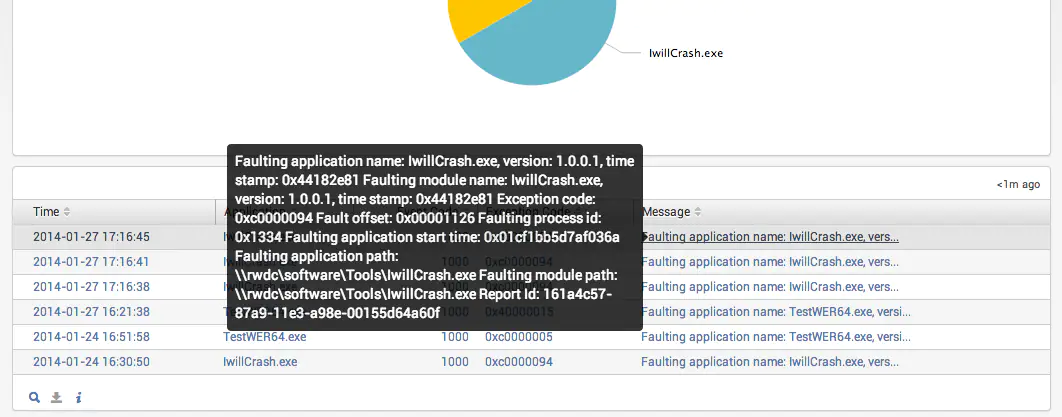 IwillCrash.exe
<1m ago
Time Message
2014-01-27 17:16:45 Faulting application name: IwillCrash.exe, vers...
2014-01-27 17:16:41 1000 0xc0000094 Faulting application name: IwillCrash.exe, vers...
2014-01-27 17:16:38 Faulting application name: IwillCrash.exe, vers...
2014-01-27 16:21:38 Faulting application name: TestWER64.exe, versi...
2014-01-24 16:51:58 TestWER64.exe 1000 0xc0000005 Faulting application name: TestWER64.exe, versi...
2014-01-24 16:30:50 IwillCrash.exe 1000 0xc0000094 Faulting application name: IwillCrash.exe, vers...
Faulting application name: IwillCrash.exe, version: 1.0.0.1, time
stamp: 0x44182e81 Faulting module name: IwillCrash.exe,
version: 1.0.0.1, time stamp: 0x44182e81 Exception code:
0xc0000094 Fault offset: 0x00001126 Faulting process id:
0x1334 Faulting application start time: 0x01cf1bb5d7af036a
Faulting application path:
\\rwdc\software\Tools\IwillCrash.exe Faulting module path:
\\rwdc\software\Tools\IwillCrash.exe Report Id: 161a4c57-
87a9-11e3-a98e-00155d64a60f